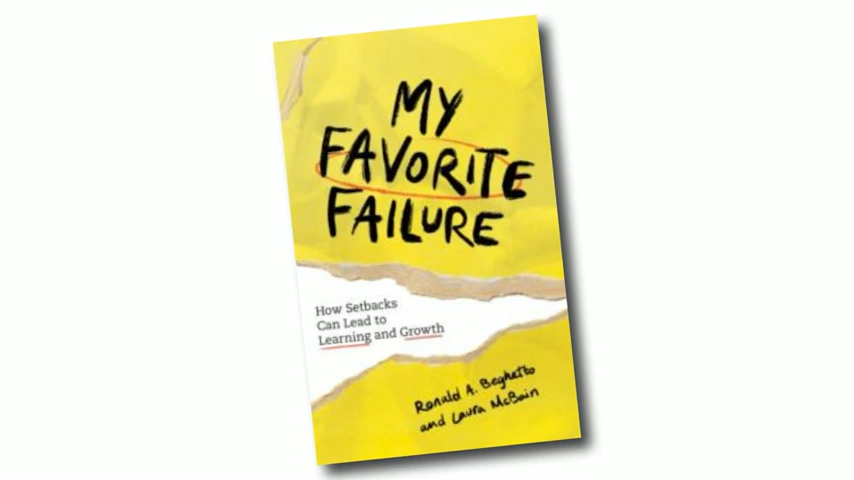 MY
FAVORITE
FAILURE
How Setbacks
Can Lead to
Learning and Growth
Ronald A. Beghetto
and Laura McBain